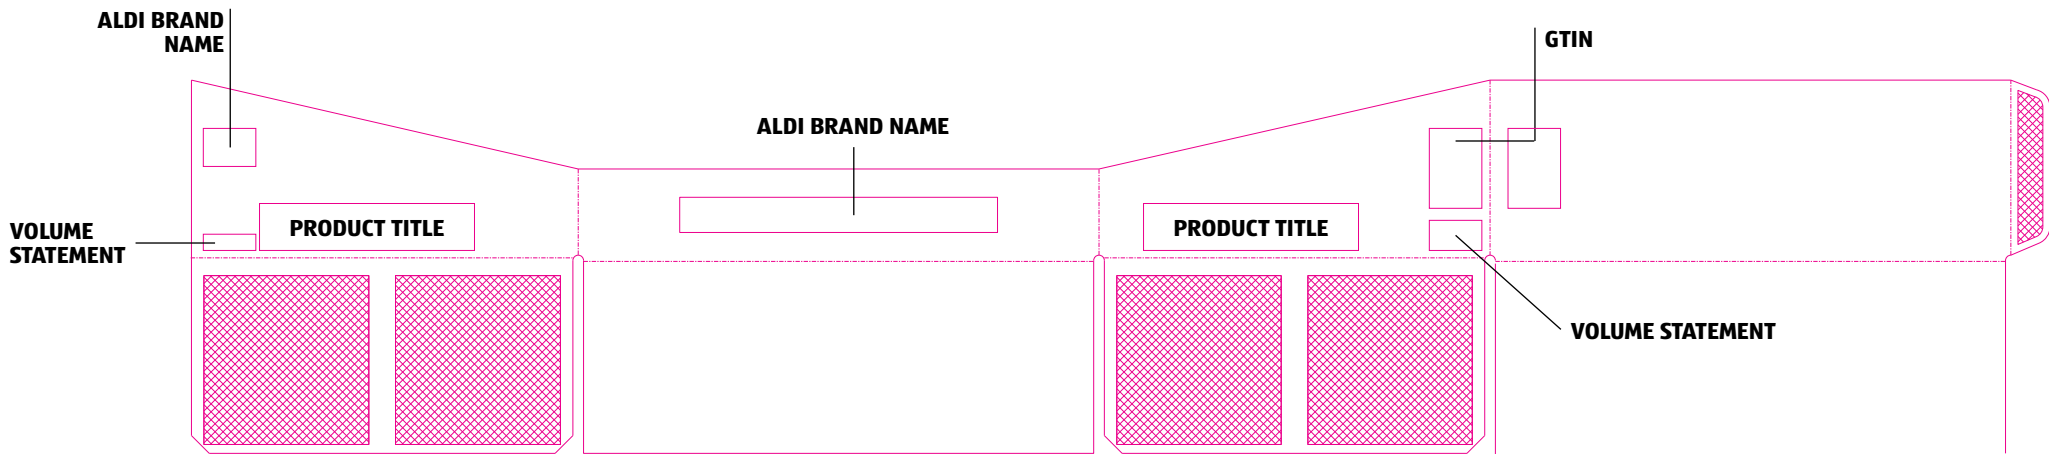 ALDI BRAND
NAME
GTIN
ALDI BRAND NAME
PRODUCT TITLE
PRODUCT TITLE
VOLUME
STATEMENT
VOLUME STATEMENT